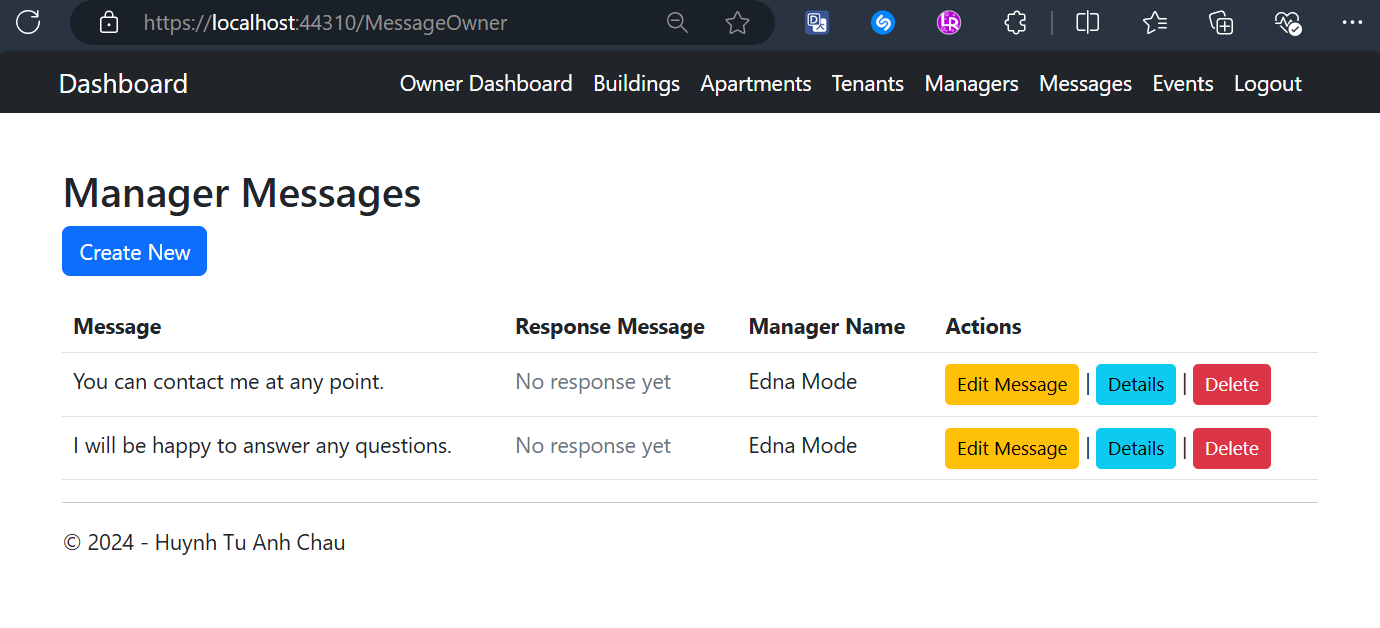 https://localhost:44310/MessageOwner
Dashboard Owner Dashboard Buildings Apartments Tenants Managers Messages Events Logout
Manager Messages
Create New
Message Response Message Manager Name Actions
You can contact me at any point. No response yet Edna Mode Edit Message | Details | Delete
I will be happy to answer any questions. No response yet Edna Mode Edit Message | Details | Delete
© 2024 - Huynh Tu Anh Chau